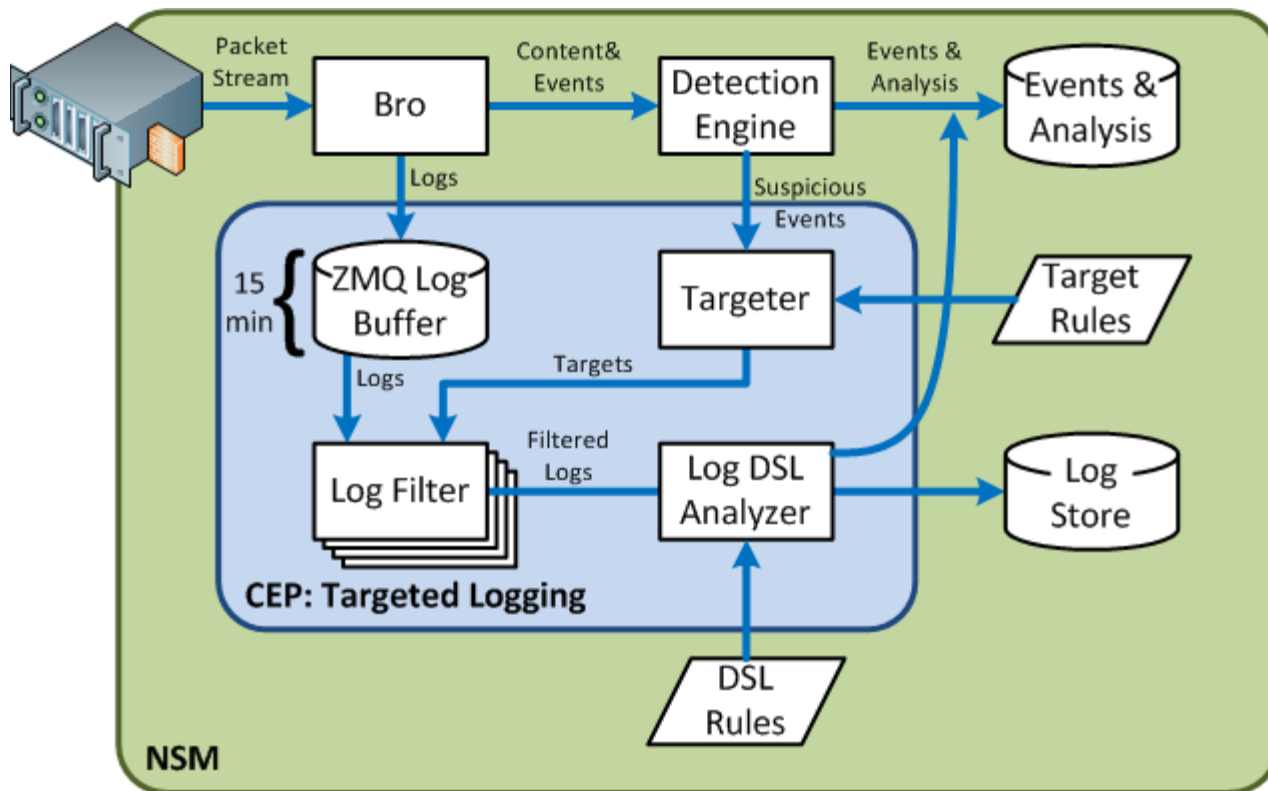 Packet
Stream
Bro
Content&
Events
Detection
Engine
Events &
Analysis
Events &
Analysis
Logs
Suspicious
Events
15
min
ZMQ Log
Buffer
Targeter
Target
Rules
Logs
Targets
Log Filter
Filtered
Logs
Log DSL
Analyzer
Log
Store
CEP: Targeted Logging
DSL
Rules
NSM